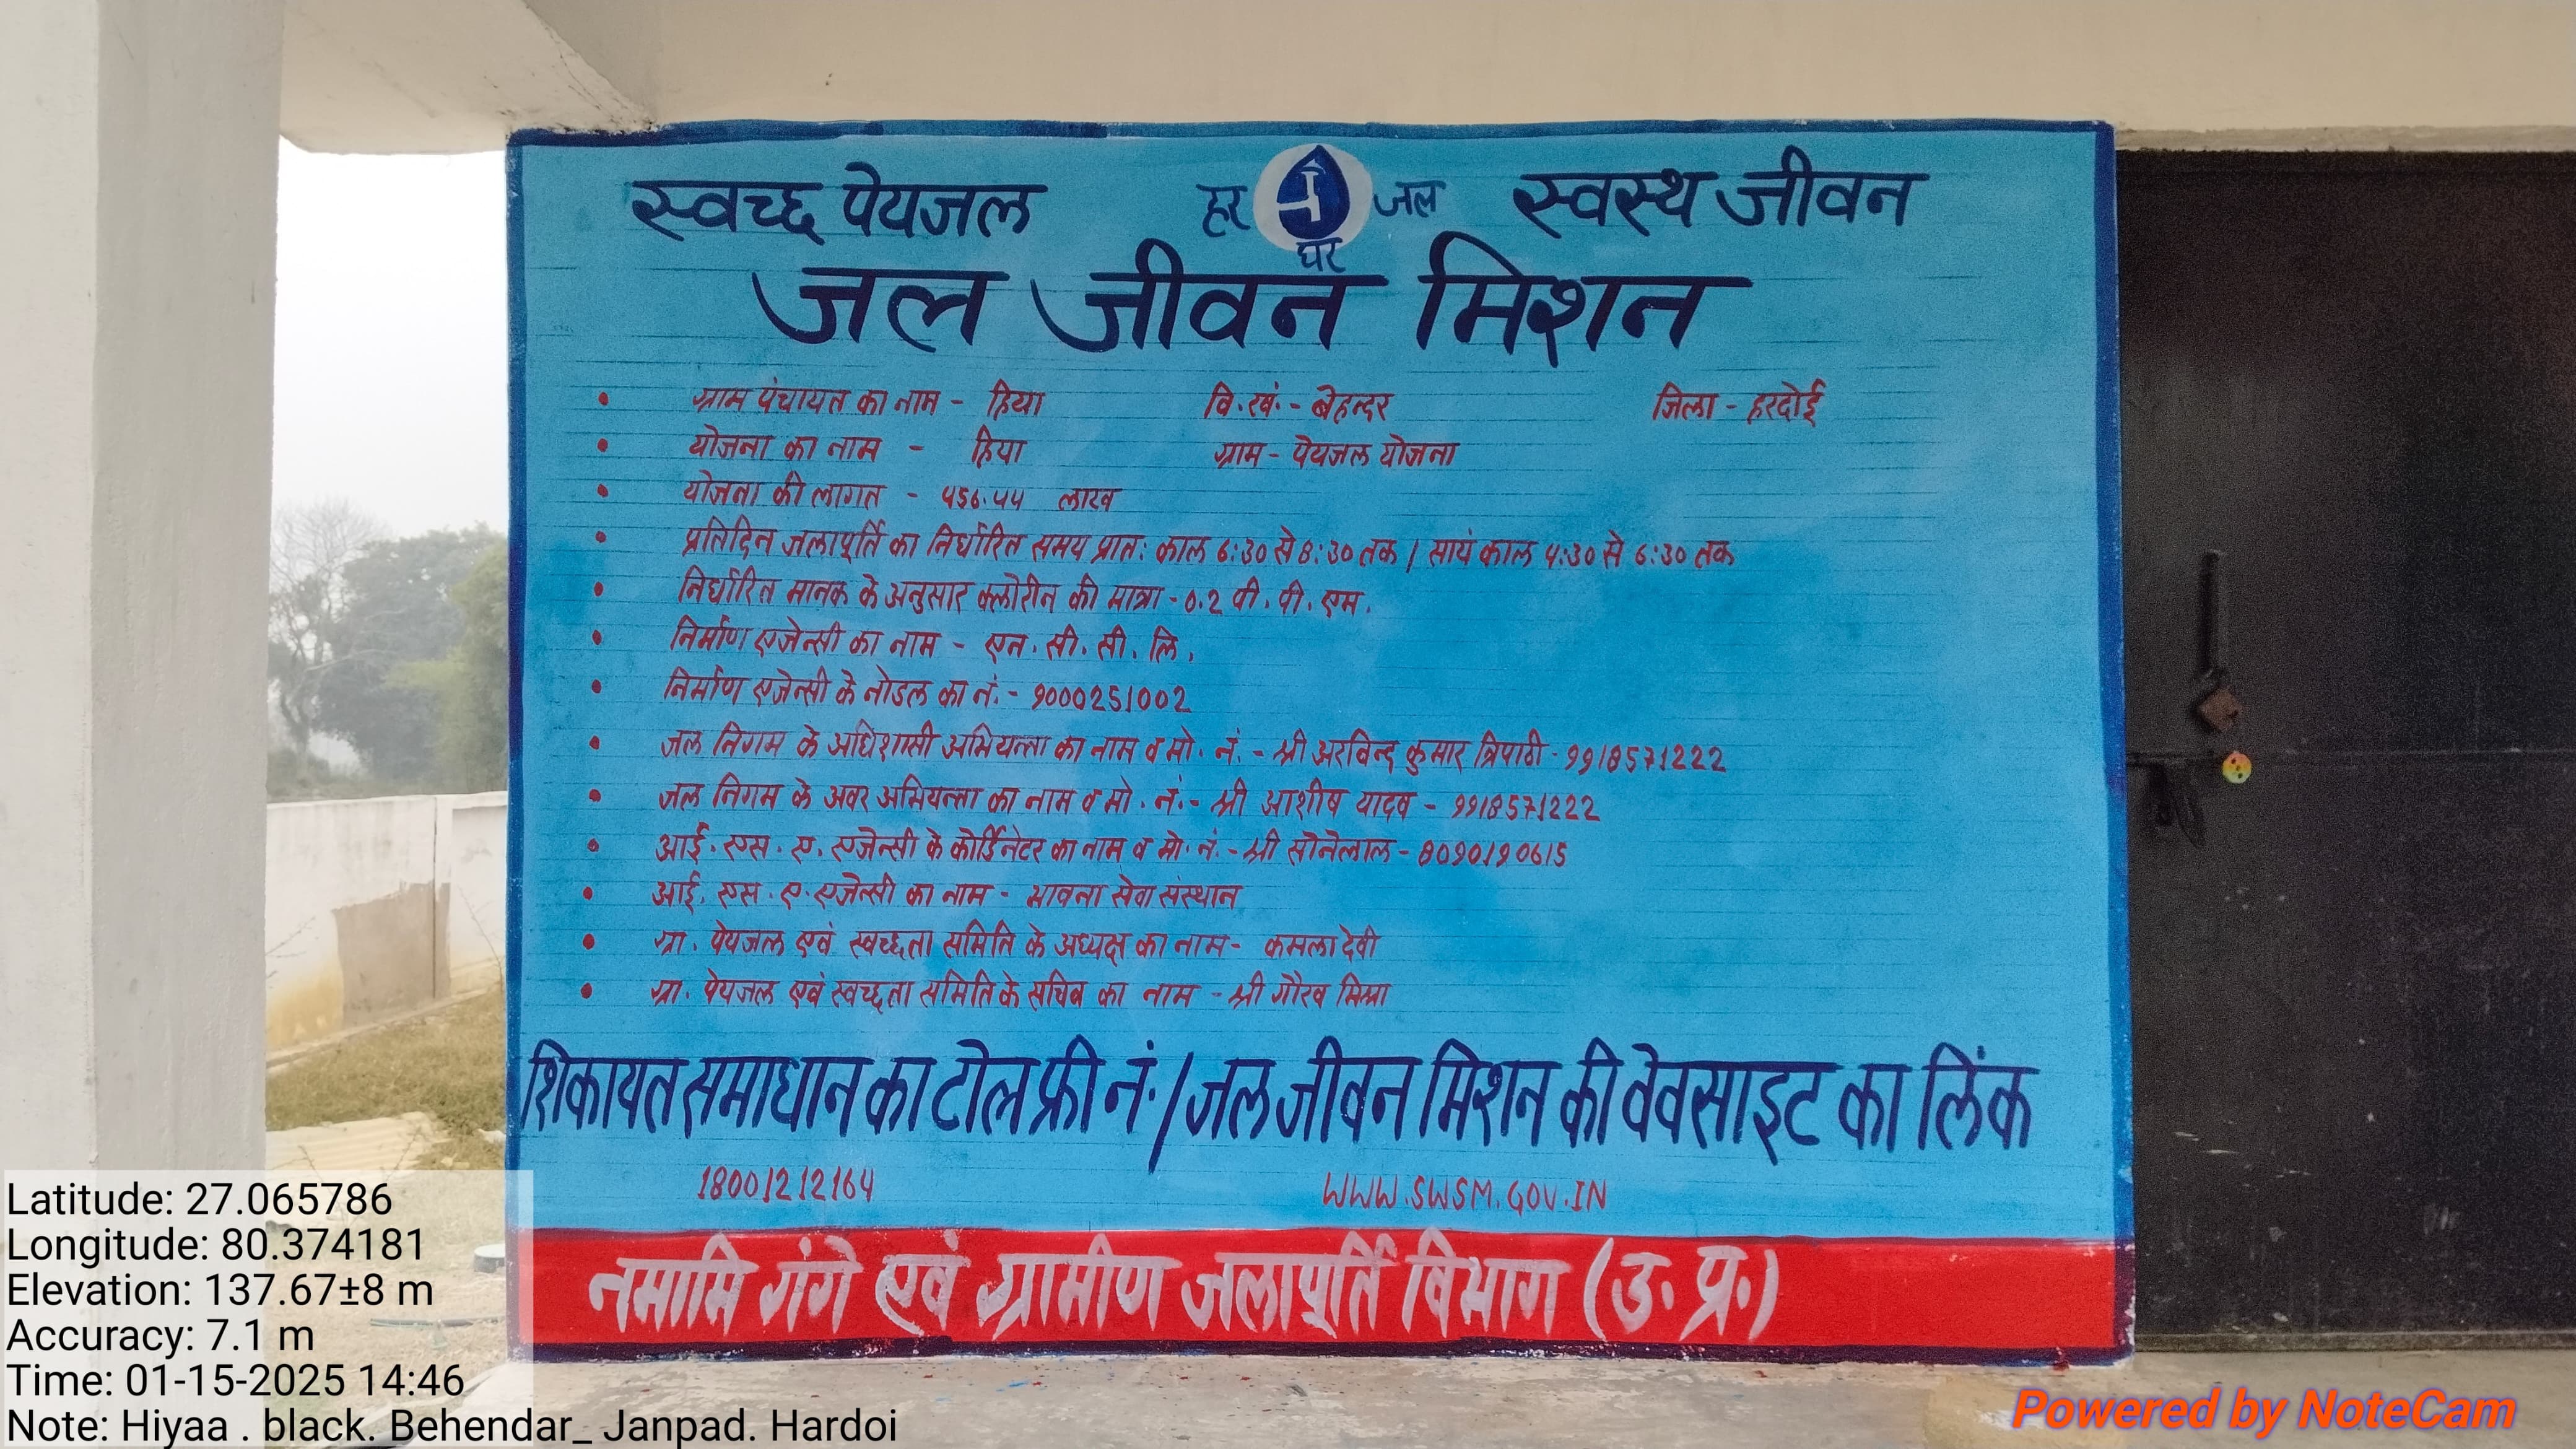 स्वच्छ पेयजल हर घर जल स्वस्थ जीवन
जल जीवन मिशन
• ग्राम पंचायत का नाम - हिया वि.खं.- बेहन्दर जिला - हरदोई
• योजना का नाम - हिया ग्राम - पेयजल योजना
• योजना की लागत - 456.44 लाख
• प्रतिदिन जलापूर्ति का निर्धारित समय प्रात: काल 6:30 से 8:30 तक / सायं काल 4:30 से 6:30 तक
• निर्धारित मानक के अनुसार क्लोरीन की मात्रा - 0.2 पी. पी. एम.
• निर्माण एजेन्सी का नाम - एन. सी. सी. लि.
• निर्माण एजेन्सी के नोडल का नं.- 9000251002
• जल निगम के अधिशासी अभियन्ता का नाम व मो. नं. - श्री अरविन्द कुमार त्रिपाठी - 9918571222
• जल निगम के अवर अभियन्ता का नाम व मो. नं.- श्री आशीष यादव - 9918571222
• आई. एस. ए. एजेन्सी के कोर्डिनेटर का नाम व मो. नं.- श्री सोनेलाल - 8090190615
• आई. एस. ए. एजेन्सी का नाम - भावना सेवा संस्थान
• ग्रा. पेयजल एवं स्वच्छता समिति के अध्यक्ष का नाम - कमला देवी
• ग्रा. पेयजल एवं स्वच्छता समिति के सचिव का नाम - श्री गौरव मिश्रा
शिकायत समाधान का टोल फ्री नं. / जल जीवन मिशन की वेवसाइट का लिंक
18001212164 WWW.SWSM.GOV.IN
नमामि गंगे एवं ग्रामीण जलापूर्ति विभाग (उ. प्र.)
Latitude: 27.065786
Longitude: 80.374181
Elevation: 137.67±8 m
Accuracy: 7.1 m
Time: 01-15-2025 14:46
Note: Hiyaa . black. Behendar_ Janpad. Hardoi
Powered by NoteCam